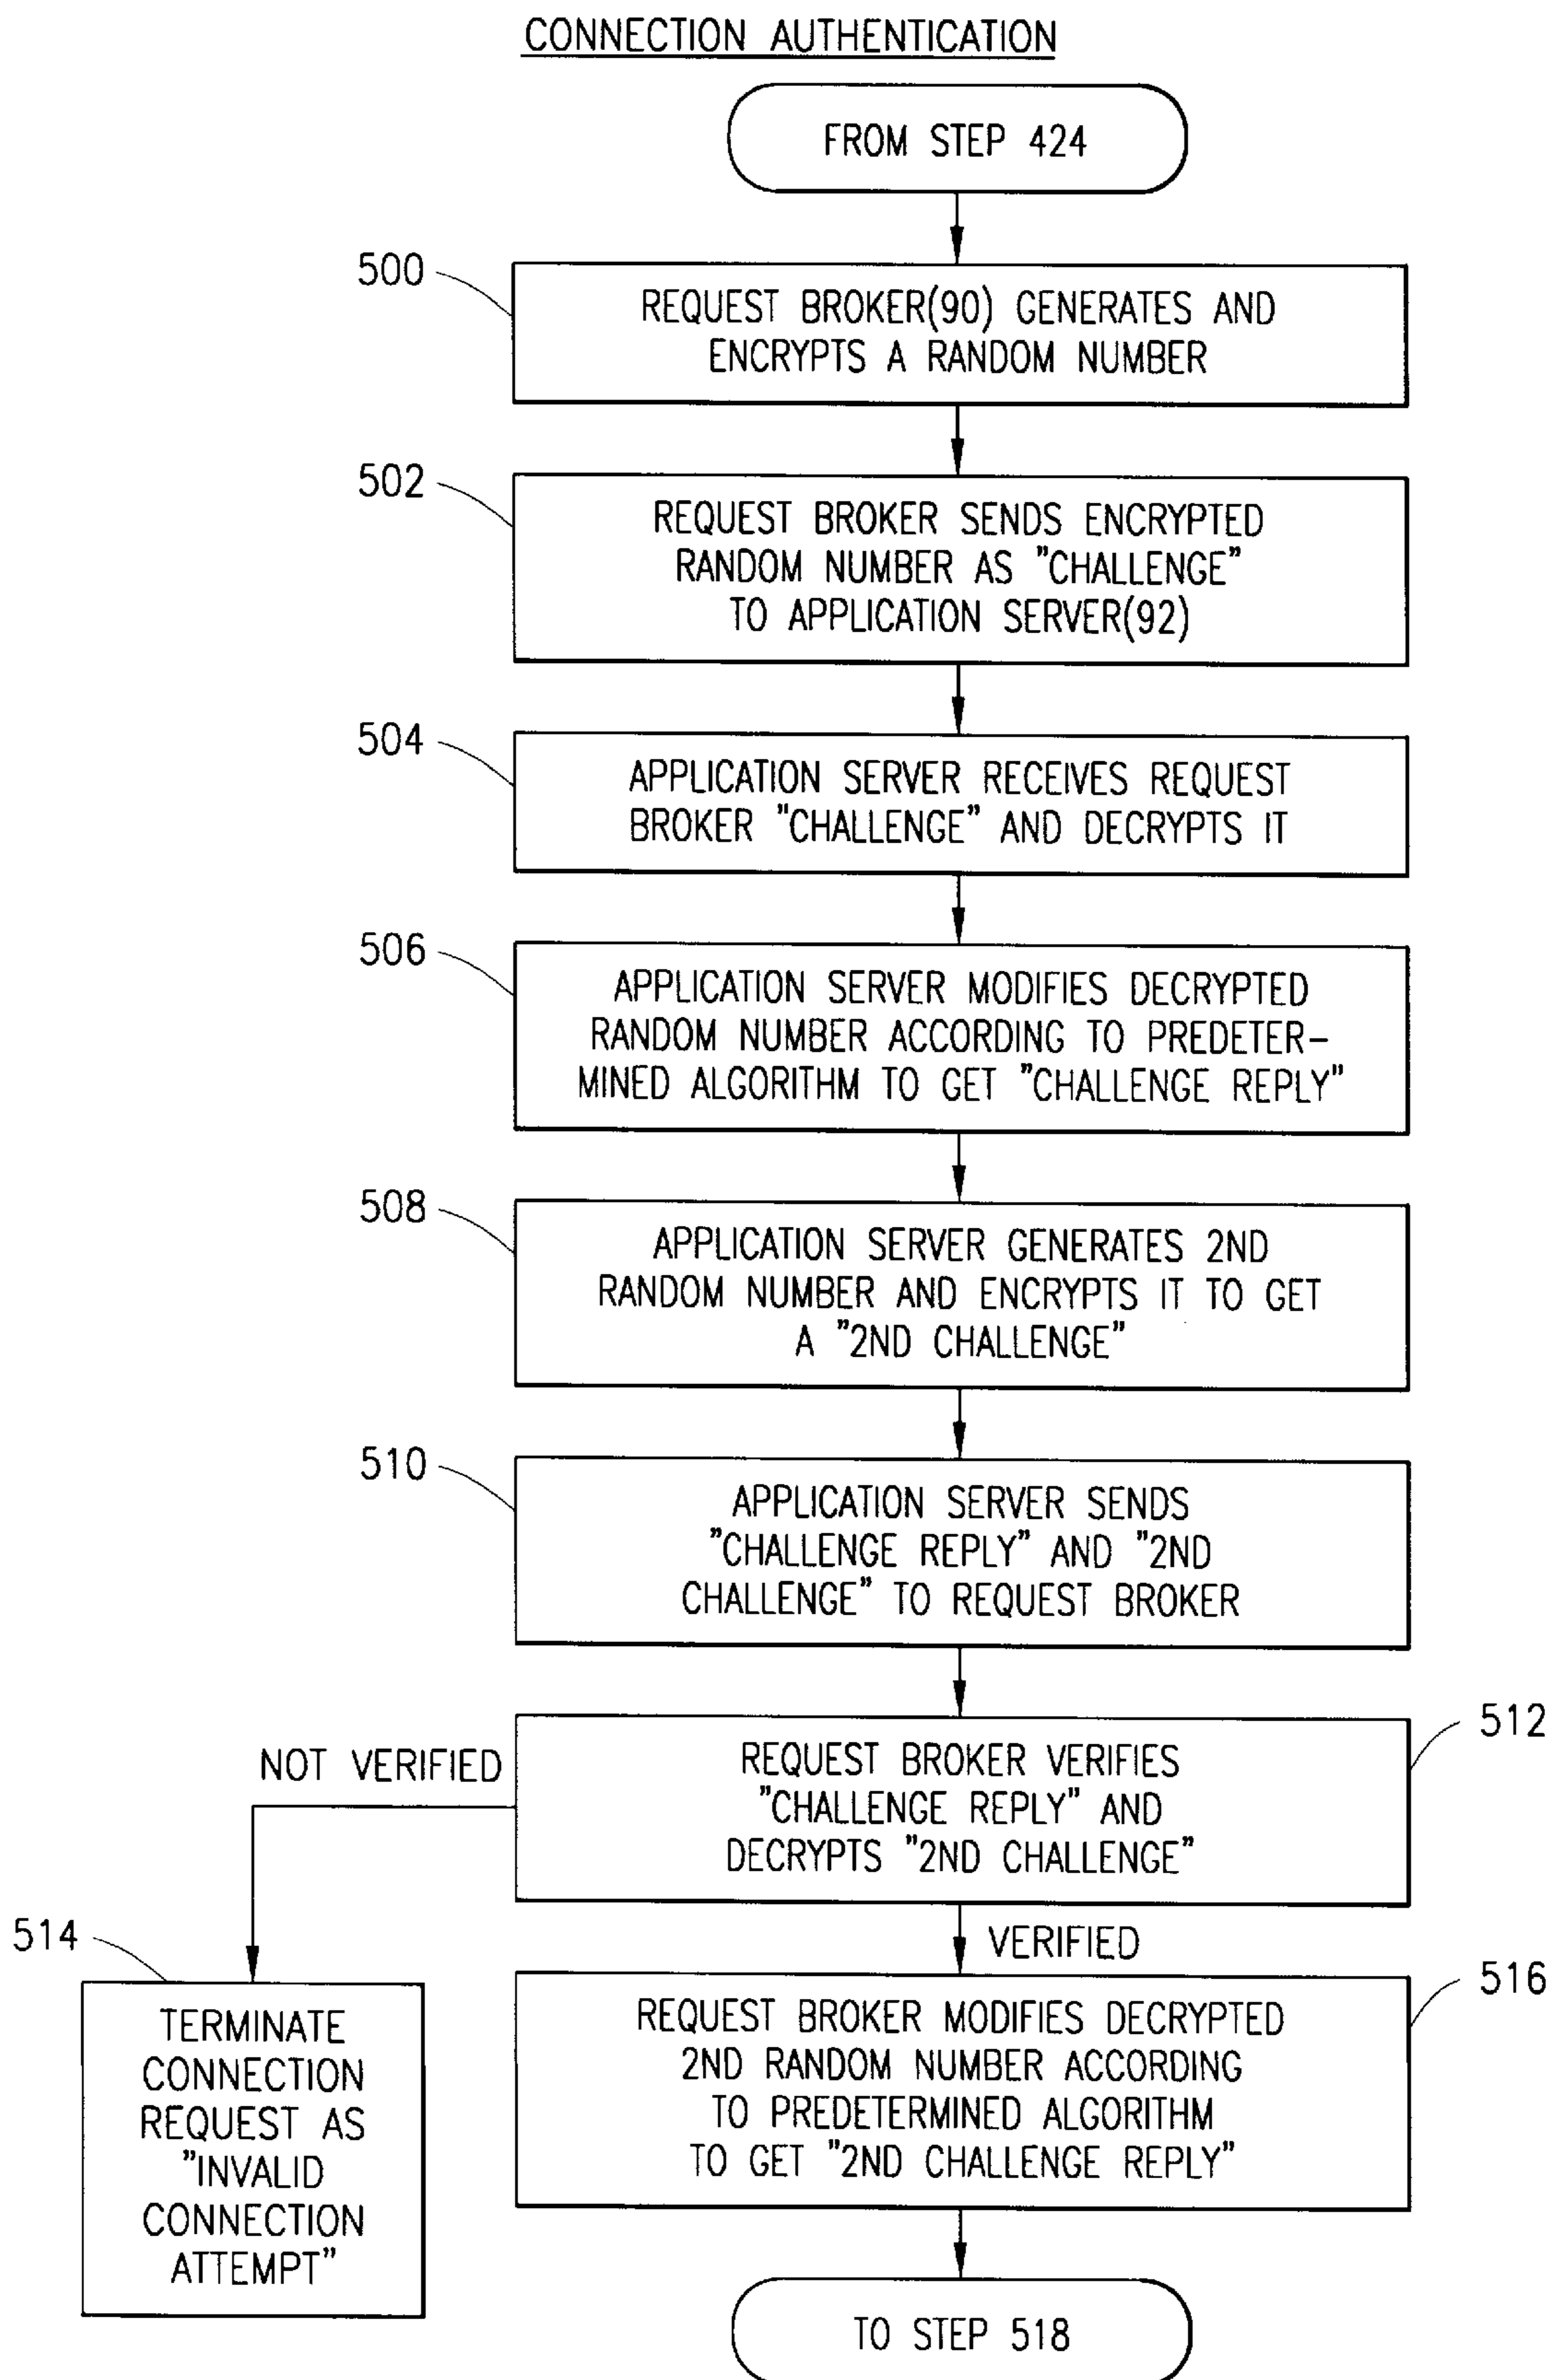 CONNECTION AUTHENTICATION
FROM STEP 424
500
REQUEST BROKER(90) GENERATES AND
ENCRYPTS A RANDOM NUMBER
502
REQUEST BROKER SENDS ENCRYPTED
RANDOM NUMBER AS "CHALLENGE"
TO APPLICATION SERVER(92)
504
APPLICATION SERVER RECEIVES REQUEST
BROKER "CHALLENGE" AND DECRYPTS IT
506
APPLICATION SERVER MODIFIES DECRYPTED
RANDOM NUMBER ACCORDING TO PREDETER-
MINED ALGORITHM TO GET "CHALLENGE REPLY"
508
APPLICATION SERVER GENERATES 2ND
RANDOM NUMBER AND ENCRYPTS IT TO GET
A "2ND CHALLENGE"
510
APPLICATION SERVER SENDS
"CHALLENGE REPLY" AND "2ND
CHALLENGE" TO REQUEST BROKER
512
REQUEST BROKER VERIFIES
"CHALLENGE REPLY" AND
DECRYPTS "2ND CHALLENGE"
NOT VERIFIED
VERIFIED
514
TERMINATE
CONNECTION
REQUEST AS
"INVALID
CONNECTION
ATTEMPT"
516
REQUEST BROKER MODIFIES DECRYPTED
2ND RANDOM NUMBER ACCORDING
TO PREDETERMINED ALGORITHM
TO GET "2ND CHALLENGE REPLY"
TO STEP 518